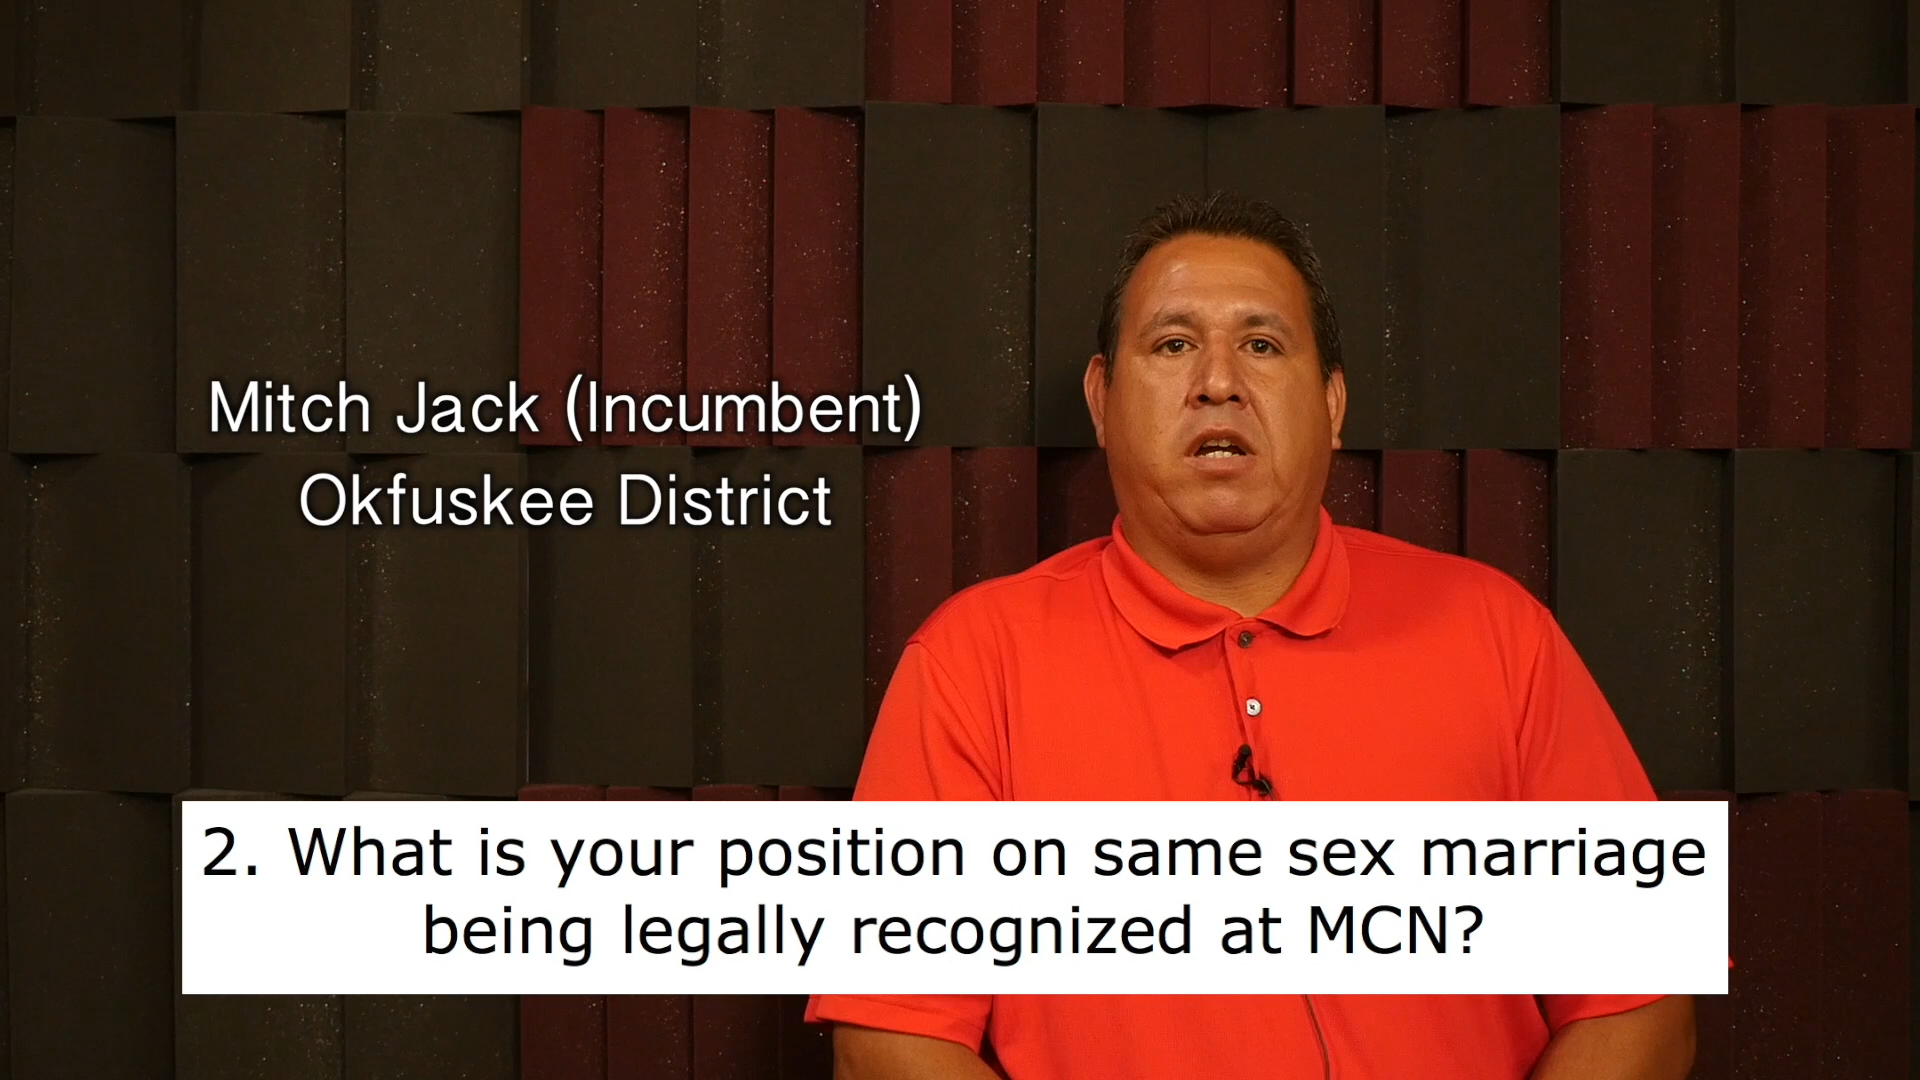 Mitch Jack (Incumbent)
Okfuskee District
2. What is your position on same sex marriage
being legally recognized at MCN?